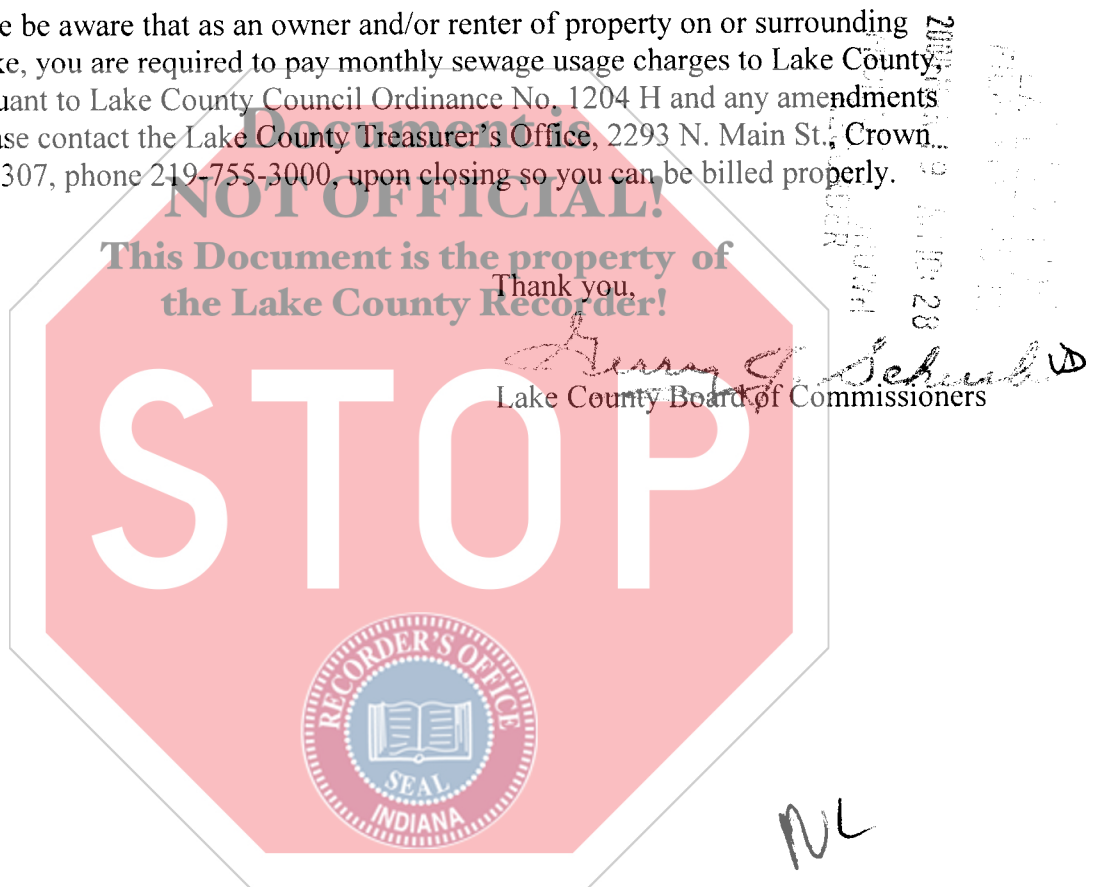 e be aware that as an owner and/or renter of property on or surrounding
ke, you are required to pay monthly sewage usage charges to Lake County,
uant to Lake County Council Ordinance No. 1204 H and any amendments
ase contact the Lake County Treasurer's Office, 2293 N. Main St., Crown
307, phone 219-755-3000, upon closing so you can be billed properly.
Document is
NOT OFFICIAL!
This Document is the property of
the Lake County Recorder!
Thank you,
Lake County Board of Commissioners
STOP
RECORDER'S OFFICE
SEAL
INDIANA
NL